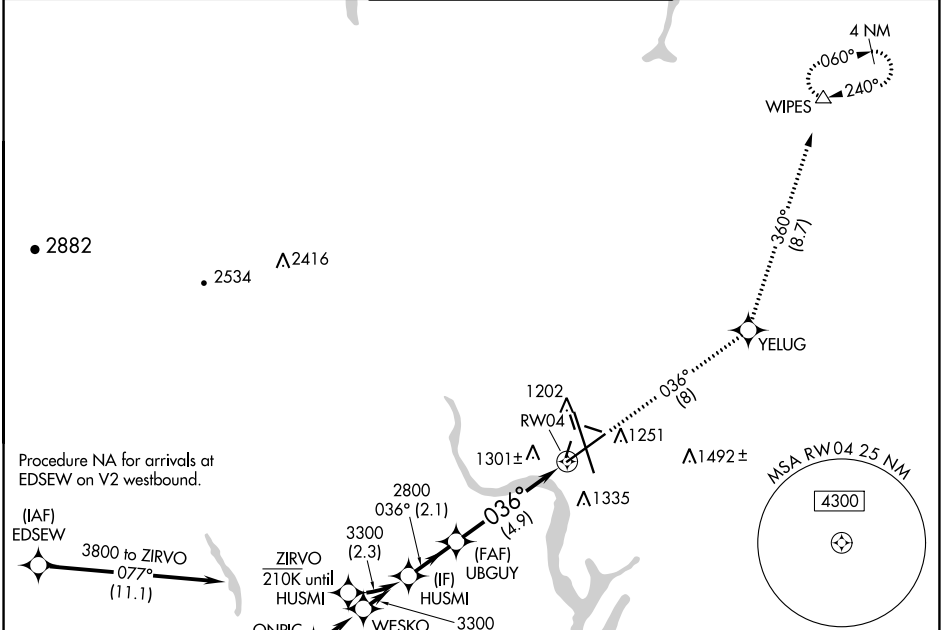 4 NM
060°
240°
WIPES
360°
(8.7)
2882
2534
2416
YELUG
036°
(8)
1202
RW04
1251
1301±
1492±
1335
MSA RW04 25 NM
4300
Procedure NA for arrivals at
EDSEW on V2 westbound.
(IAF)
EDSEW
3800 to ZIRVO
077°
(11.1)
2800
036° (2.1)
036°
(4.9)
3300
(2.3)
ZIRVO
210K until
HUSMI
(FAF)
UBGUY
(IF)
HUSMI
WESKO
3300